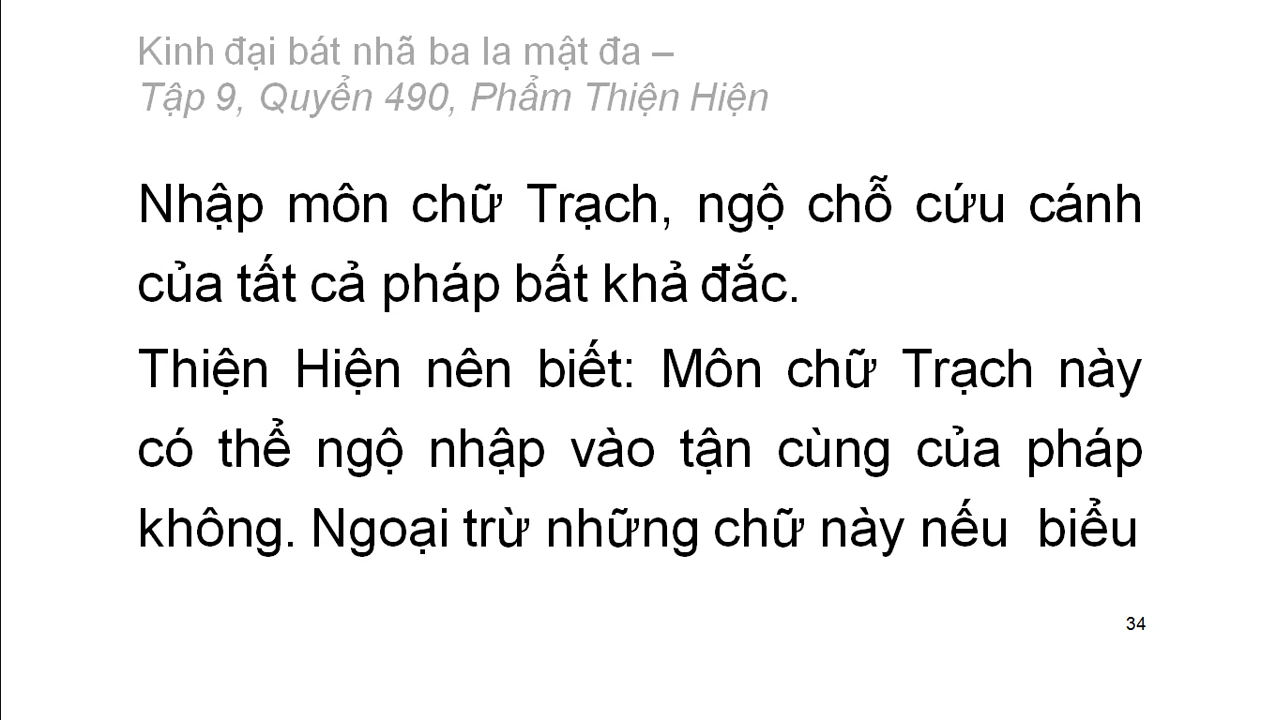 Kinh đại bát nhã ba la mật đa –
Tập 9, Quyển 490, Phẩm Thiện Hiện
Nhập môn chữ Trạch, ngộ chỗ cứu cánh
của tất cả pháp bất khả đắc.
Thiện Hiện nên biết: Môn chữ Trạch này
có thể ngộ nhập vào tận cùng của pháp
không. Ngoại trừ những chữ này nếu biểu
34